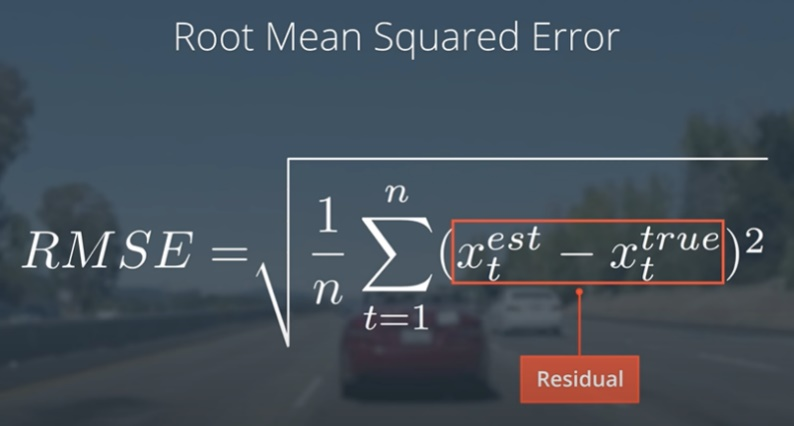 Root Mean Squared Error
RMSE = √ 1/n ∑_{t=1}^{n} (x_t^{est} − x_t^{true})²
Residual